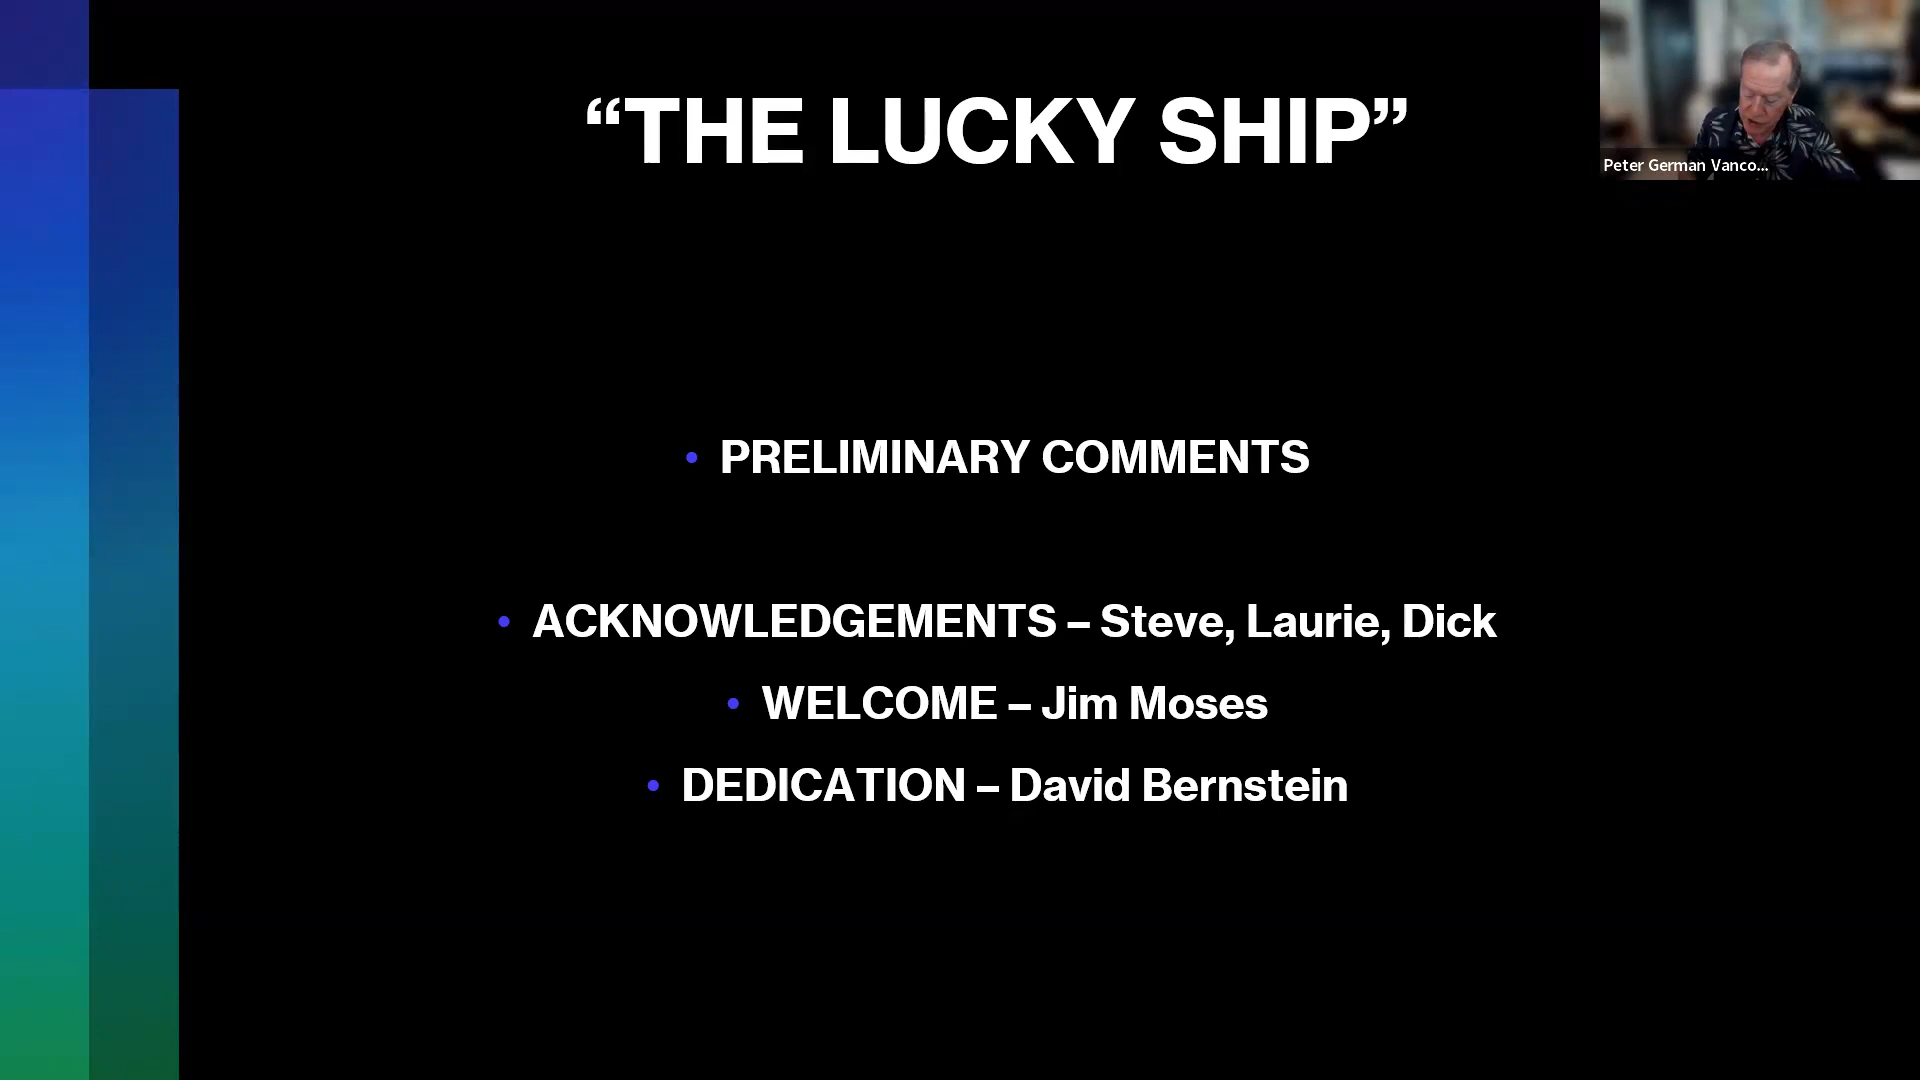 “THE LUCKY SHIP”
Peter German Vanco...
• PRELIMINARY COMMENTS
• ACKNOWLEDGEMENTS – Steve, Laurie, Dick
• WELCOME – Jim Moses
• DEDICATION – David Bernstein